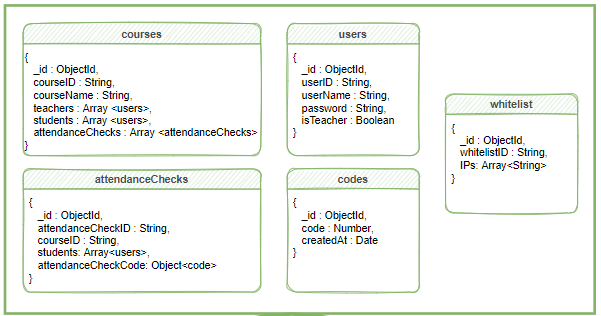 courses
{
_id : ObjectId,
courseID : String,
courseName : String,
teachers : Array <users>,
students : Array <users>,
attendanceChecks : Array <attendanceChecks>
}
users
{
_id : ObjectId,
userID : String,
userName : String,
password : String,
isTeacher : Boolean
}
whitelist
{
_id : ObjectId,
whitelistID : String,
IPs: Array<String>
}
attendanceChecks
{
_id : ObjectId,
attendanceCheckID : String,
courseID : String,
students: Array<users>,
attendanceCheckCode: Object<code>
}
codes
{
_id : ObjectId,
code : Number,
createdAt : Date
}